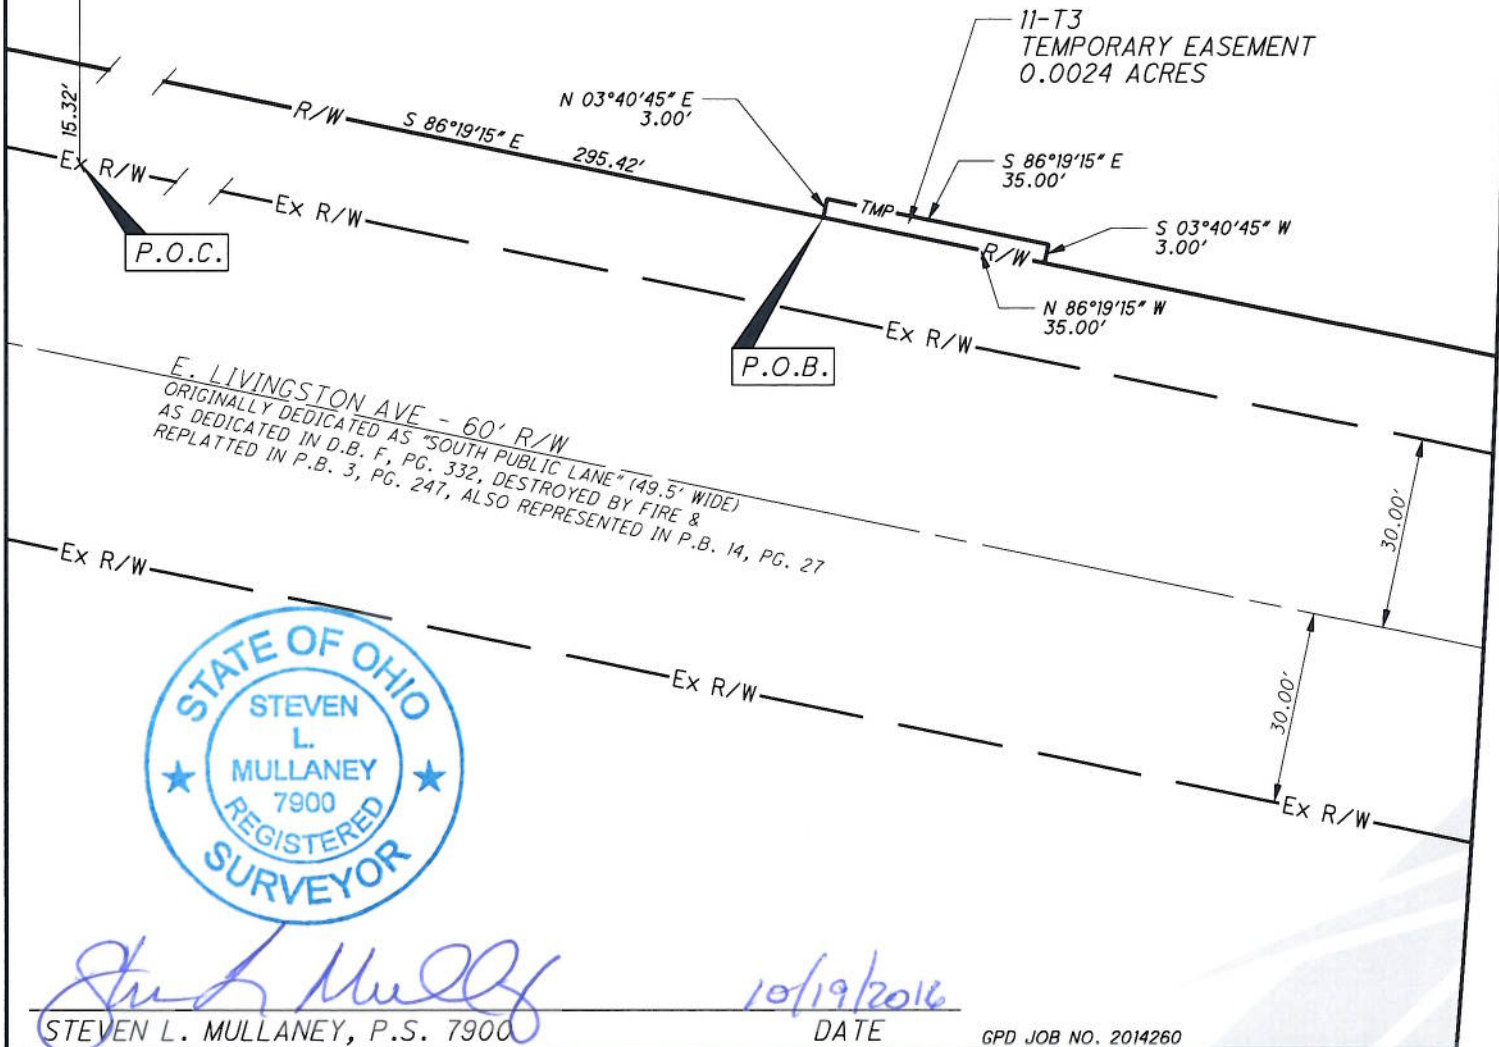 11-T3
TEMPORARY EASEMENT
0.0024 ACRES
15.32'
R/W
S 86°19'15" E
295.42'
N 03°40'45" E
3.00'
TMP
S 86°19'15" E
35.00'
S 03°40'45" W
3.00'
R/W
N 86°19'15" W
35.00'
Ex R/W
Ex R/W
P.O.C.
P.O.B.
Ex R/W
E. LIVINGSTON AVE - 60' R/W
ORIGINALLY DEDICATED AS "SOUTH PUBLIC LANE" (49.5' WIDE)
AS DEDICATED IN D.B. F, PG. 332, DESTROYED BY FIRE &
REPLATTED IN P.B. 3, PG. 247, ALSO REPRESENTED IN P.B. 14, PG. 27
30.00'
Ex R/W
Ex R/W
30.00'
Ex R/W
STATE OF OHIO
STEVEN
L.
MULLANEY
7900
REGISTERED
SURVEYOR
10/19/2016
STEVEN L. MULLANEY, P.S. 7900
DATE
GPD JOB NO. 2014260